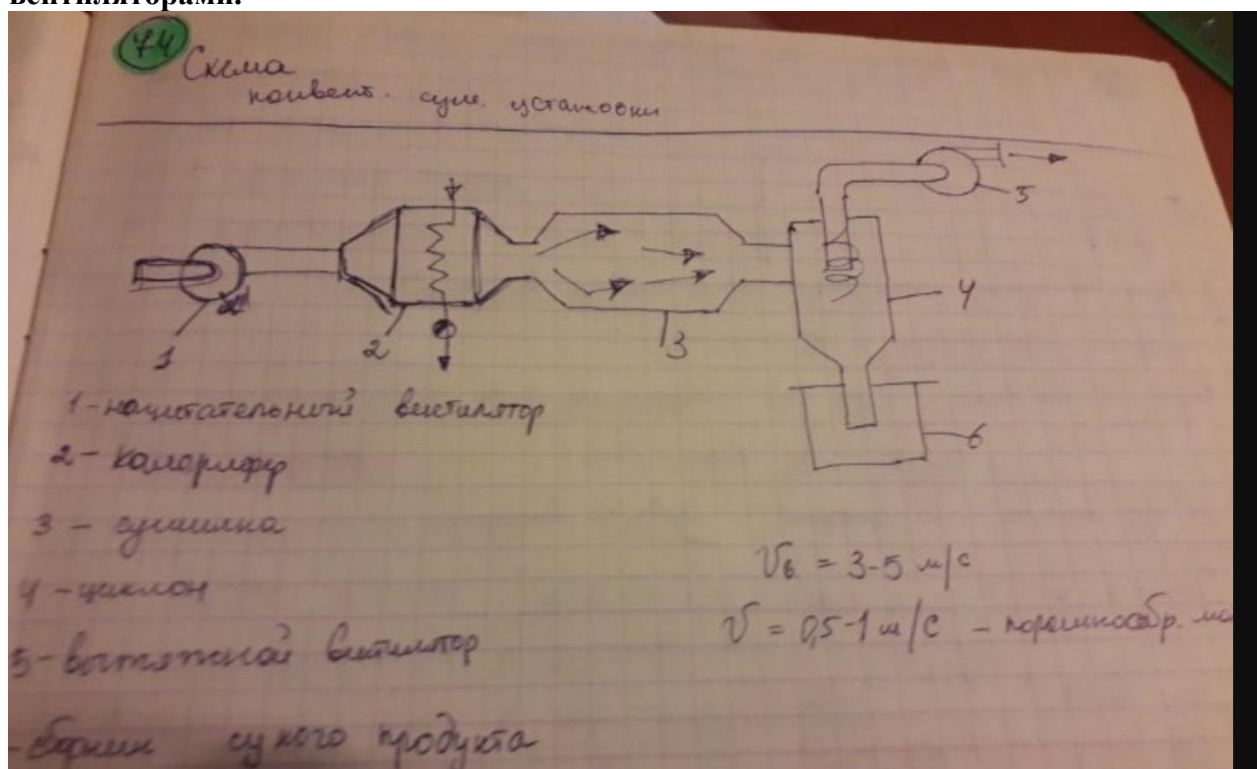 вентиляторами.
74
Схема
конвект. суш. установки
1
2
3
4
5
6
1 - нагнетательный вентилятор
2 - калорифер
3 - сушилка
4 - циклон
5 - вытяжной вентилятор
- сборник сухого продукта
V в = 3-5 м/с
V = 0,5-1 м/с - порошкообр.